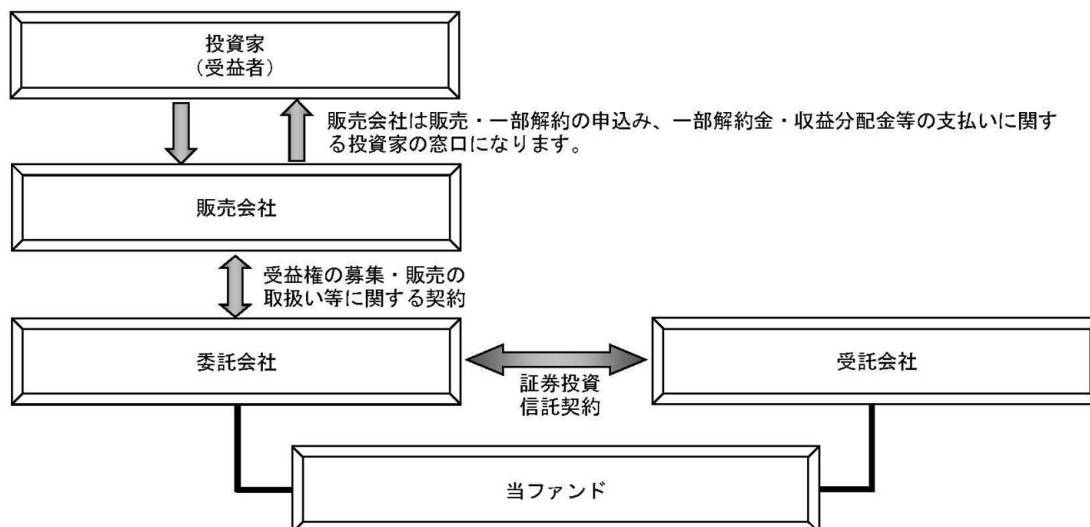 投資家
(受益者)
販売会社は販売・一部解約の申込み、一部解約金・収益分配金等の支払いに関す
る投資家の窓口になります。
販売会社
受益権の募集・販売の
取扱い等に関する契約
委託会社
証券投資
信託契約
受託会社
当ファンド